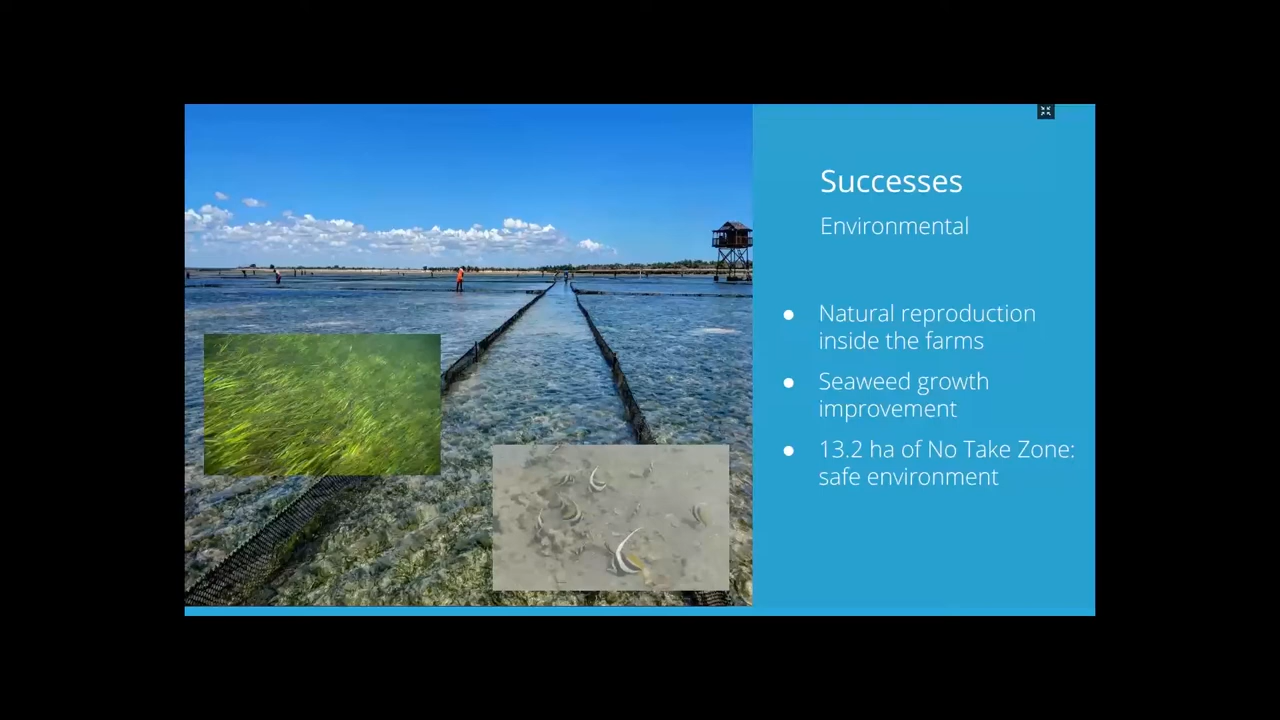 Successes
Environmental
● Natural reproduction
inside the farms
● Seaweed growth
improvement
● 13.2 ha of No Take Zone:
safe environment